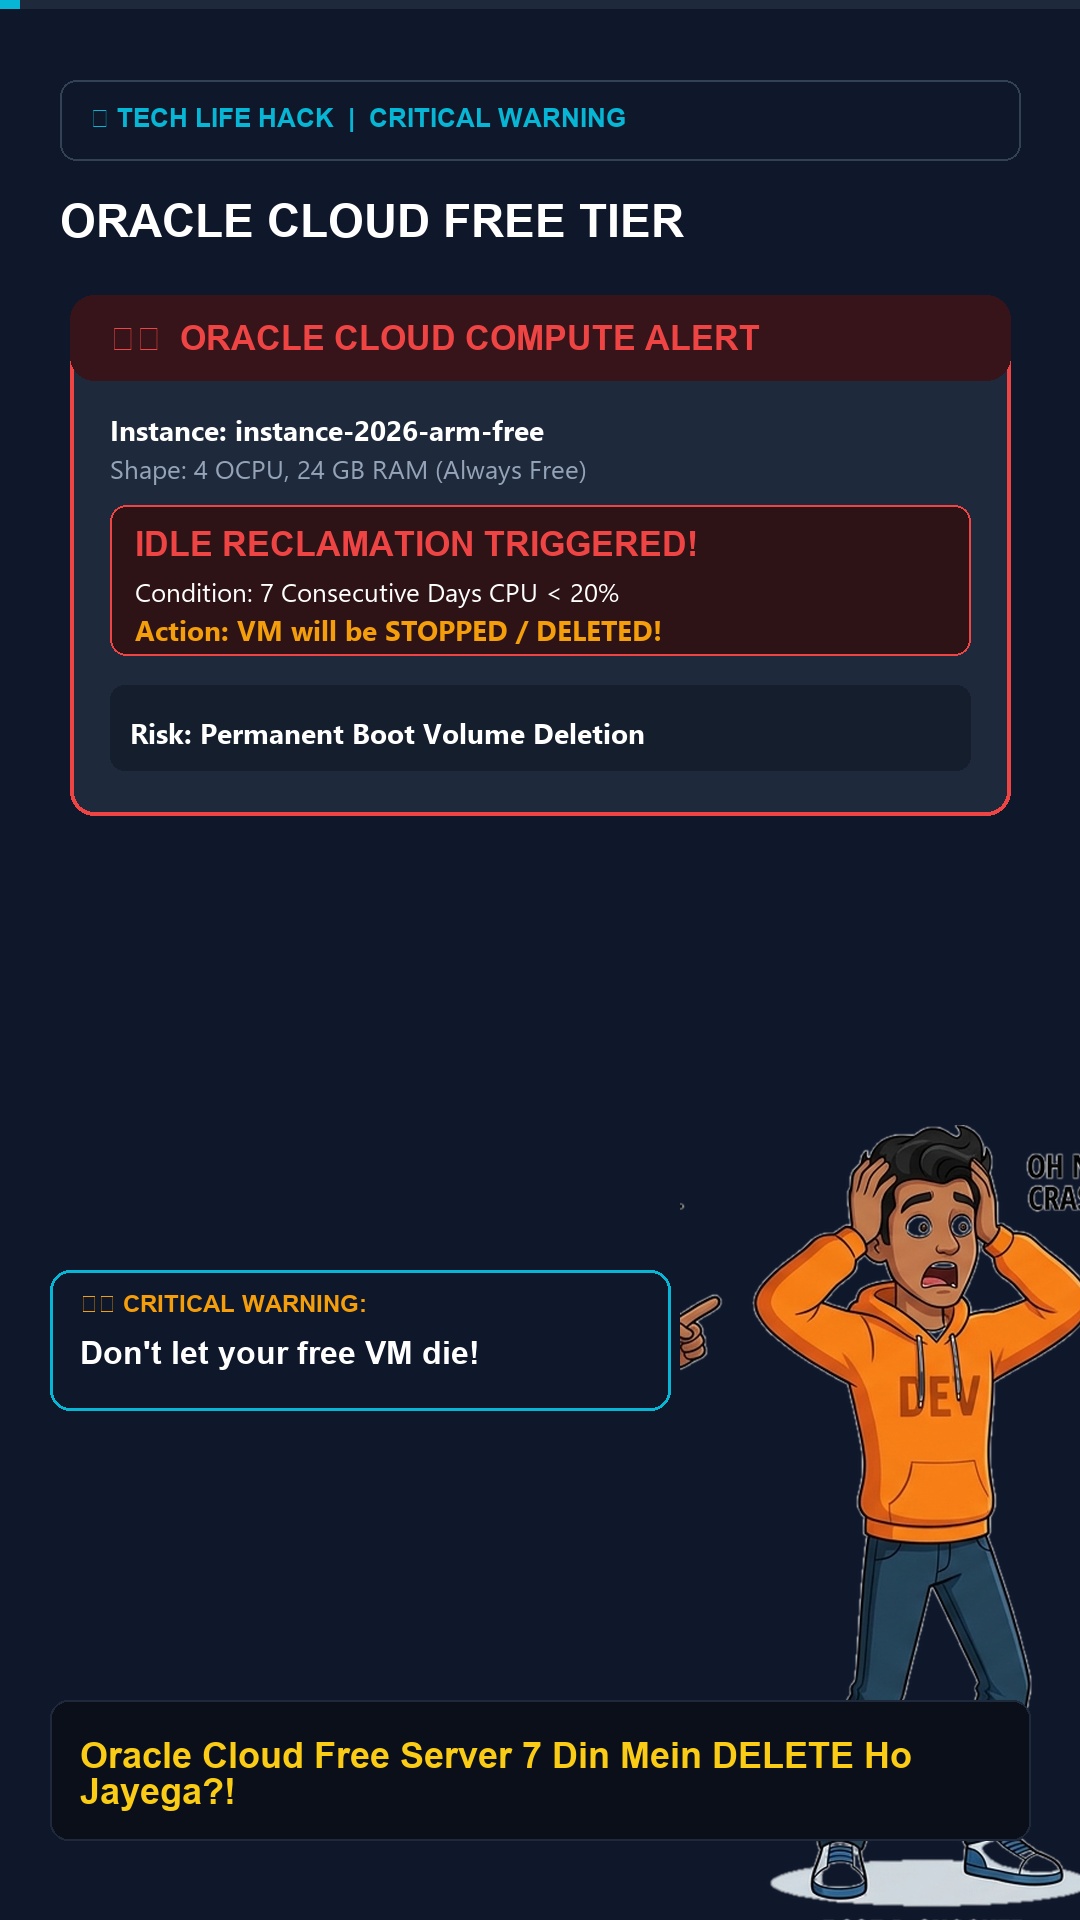 TECH LIFE HACK | CRITICAL WARNING
ORACLE CLOUD FREE TIER
ORACLE CLOUD COMPUTE ALERT
Instance: instance-2026-arm-free
Shape: 4 OCPU, 24 GB RAM (Always Free)
IDLE RECLAMATION TRIGGERED!
Condition: 7 Consecutive Days CPU < 20%
Action: VM will be STOPPED / DELETED!
Risk: Permanent Boot Volume Deletion
OH
CRITICAL WARNING:
Don't let your free VM die!
DEV
Oracle Cloud Free Server 7 Din Mein DELETE Ho
Jayega?!